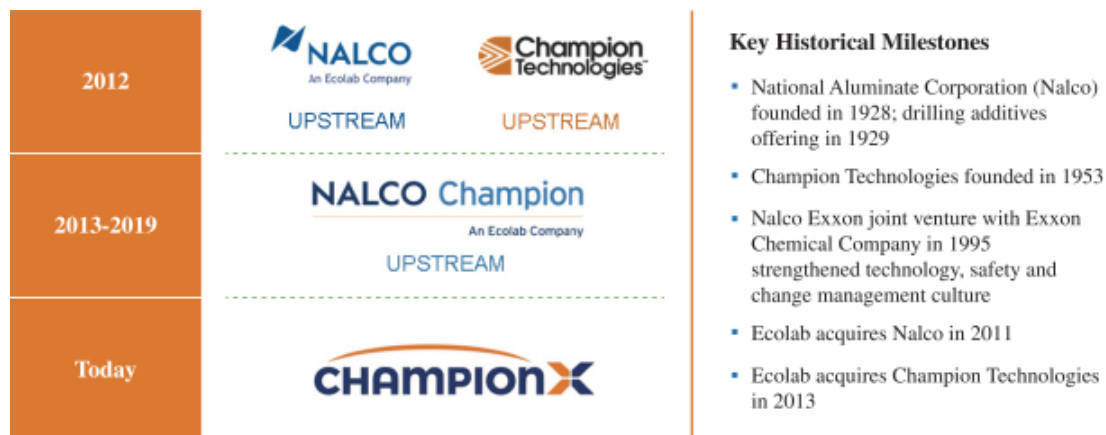 2012
NALCO
An Ecolab Company
UPSTREAM
Champion
Technologies
UPSTREAM
2013-2019
NALCO Champion
An Ecolab Company
UPSTREAM
Today
CHAMPIONX
Key Historical Milestones
▪ National Aluminate Corporation (Nalco)
founded in 1928; drilling additives
offering in 1929
▪ Champion Technologies founded in 1953
▪ Nalco Exxon joint venture with Exxon
Chemical Company in 1995
strengthened technology, safety and
change management culture
▪ Ecolab acquires Nalco in 2011
▪ Ecolab acquires Champion Technologies
in 2013